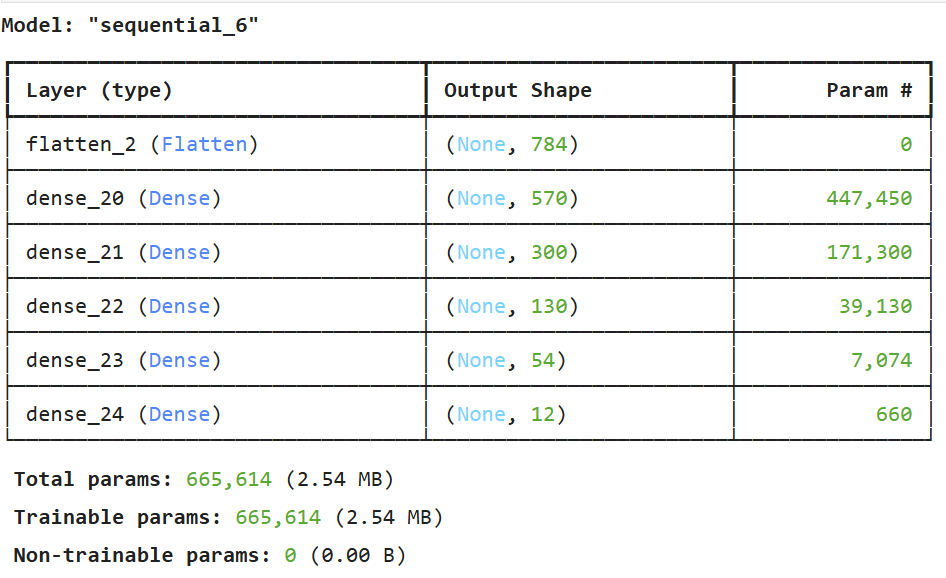 Model: "sequential_6"
Layer (type) Output Shape Param #
flatten_2 (Flatten) (None, 784) 0
dense_20 (Dense) (None, 570) 447,450
dense_21 (Dense) (None, 300) 171,300
dense_22 (Dense) (None, 130) 39,130
dense_23 (Dense) (None, 54) 7,074
dense_24 (Dense) (None, 12) 660
Total params: 665,614 (2.54 MB)
Trainable params: 665,614 (2.54 MB)
Non-trainable params: 0 (0.00 B)